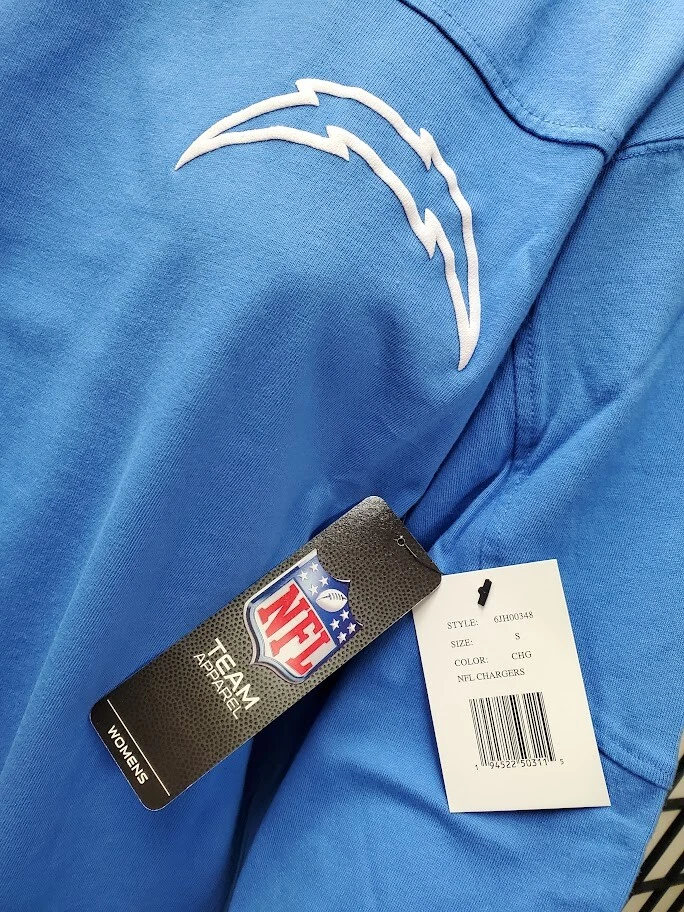 NFL
TEAM
APPAREL
WOMENS
STYLE: 6JH00348
SIZE: S
COLOR: CHG
NFL CHARGERS
1 94522 50311 5